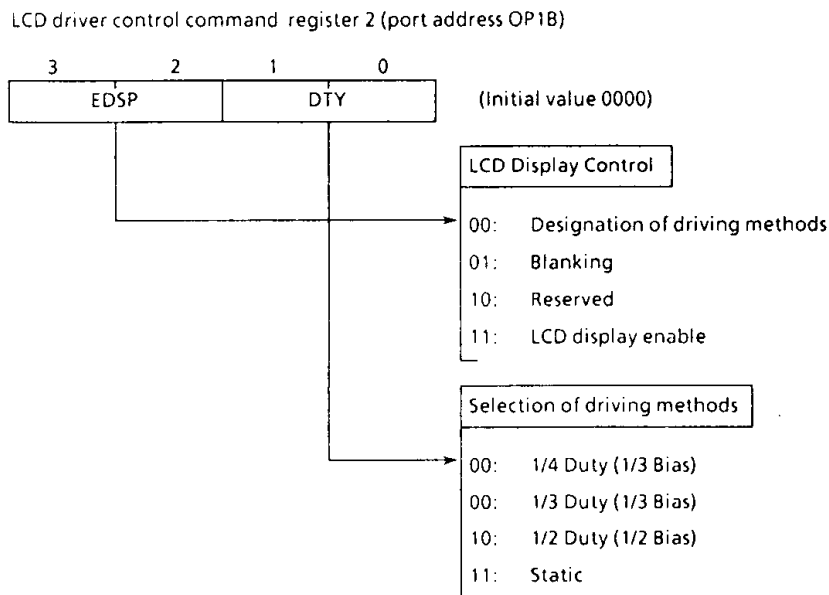 LCD driver control command register 2 (port address OP1B)
3 2 1 0
EDSP DTY (Initial value 0000)
LCD Display Control
00: Designation of driving methods
01: Blanking
10: Reserved
11: LCD display enable
Selection of driving methods
00: 1/4 Duty (1/3 Bias)
00: 1/3 Duty (1/3 Bias)
10: 1/2 Duty (1/2 Bias)
11: Static